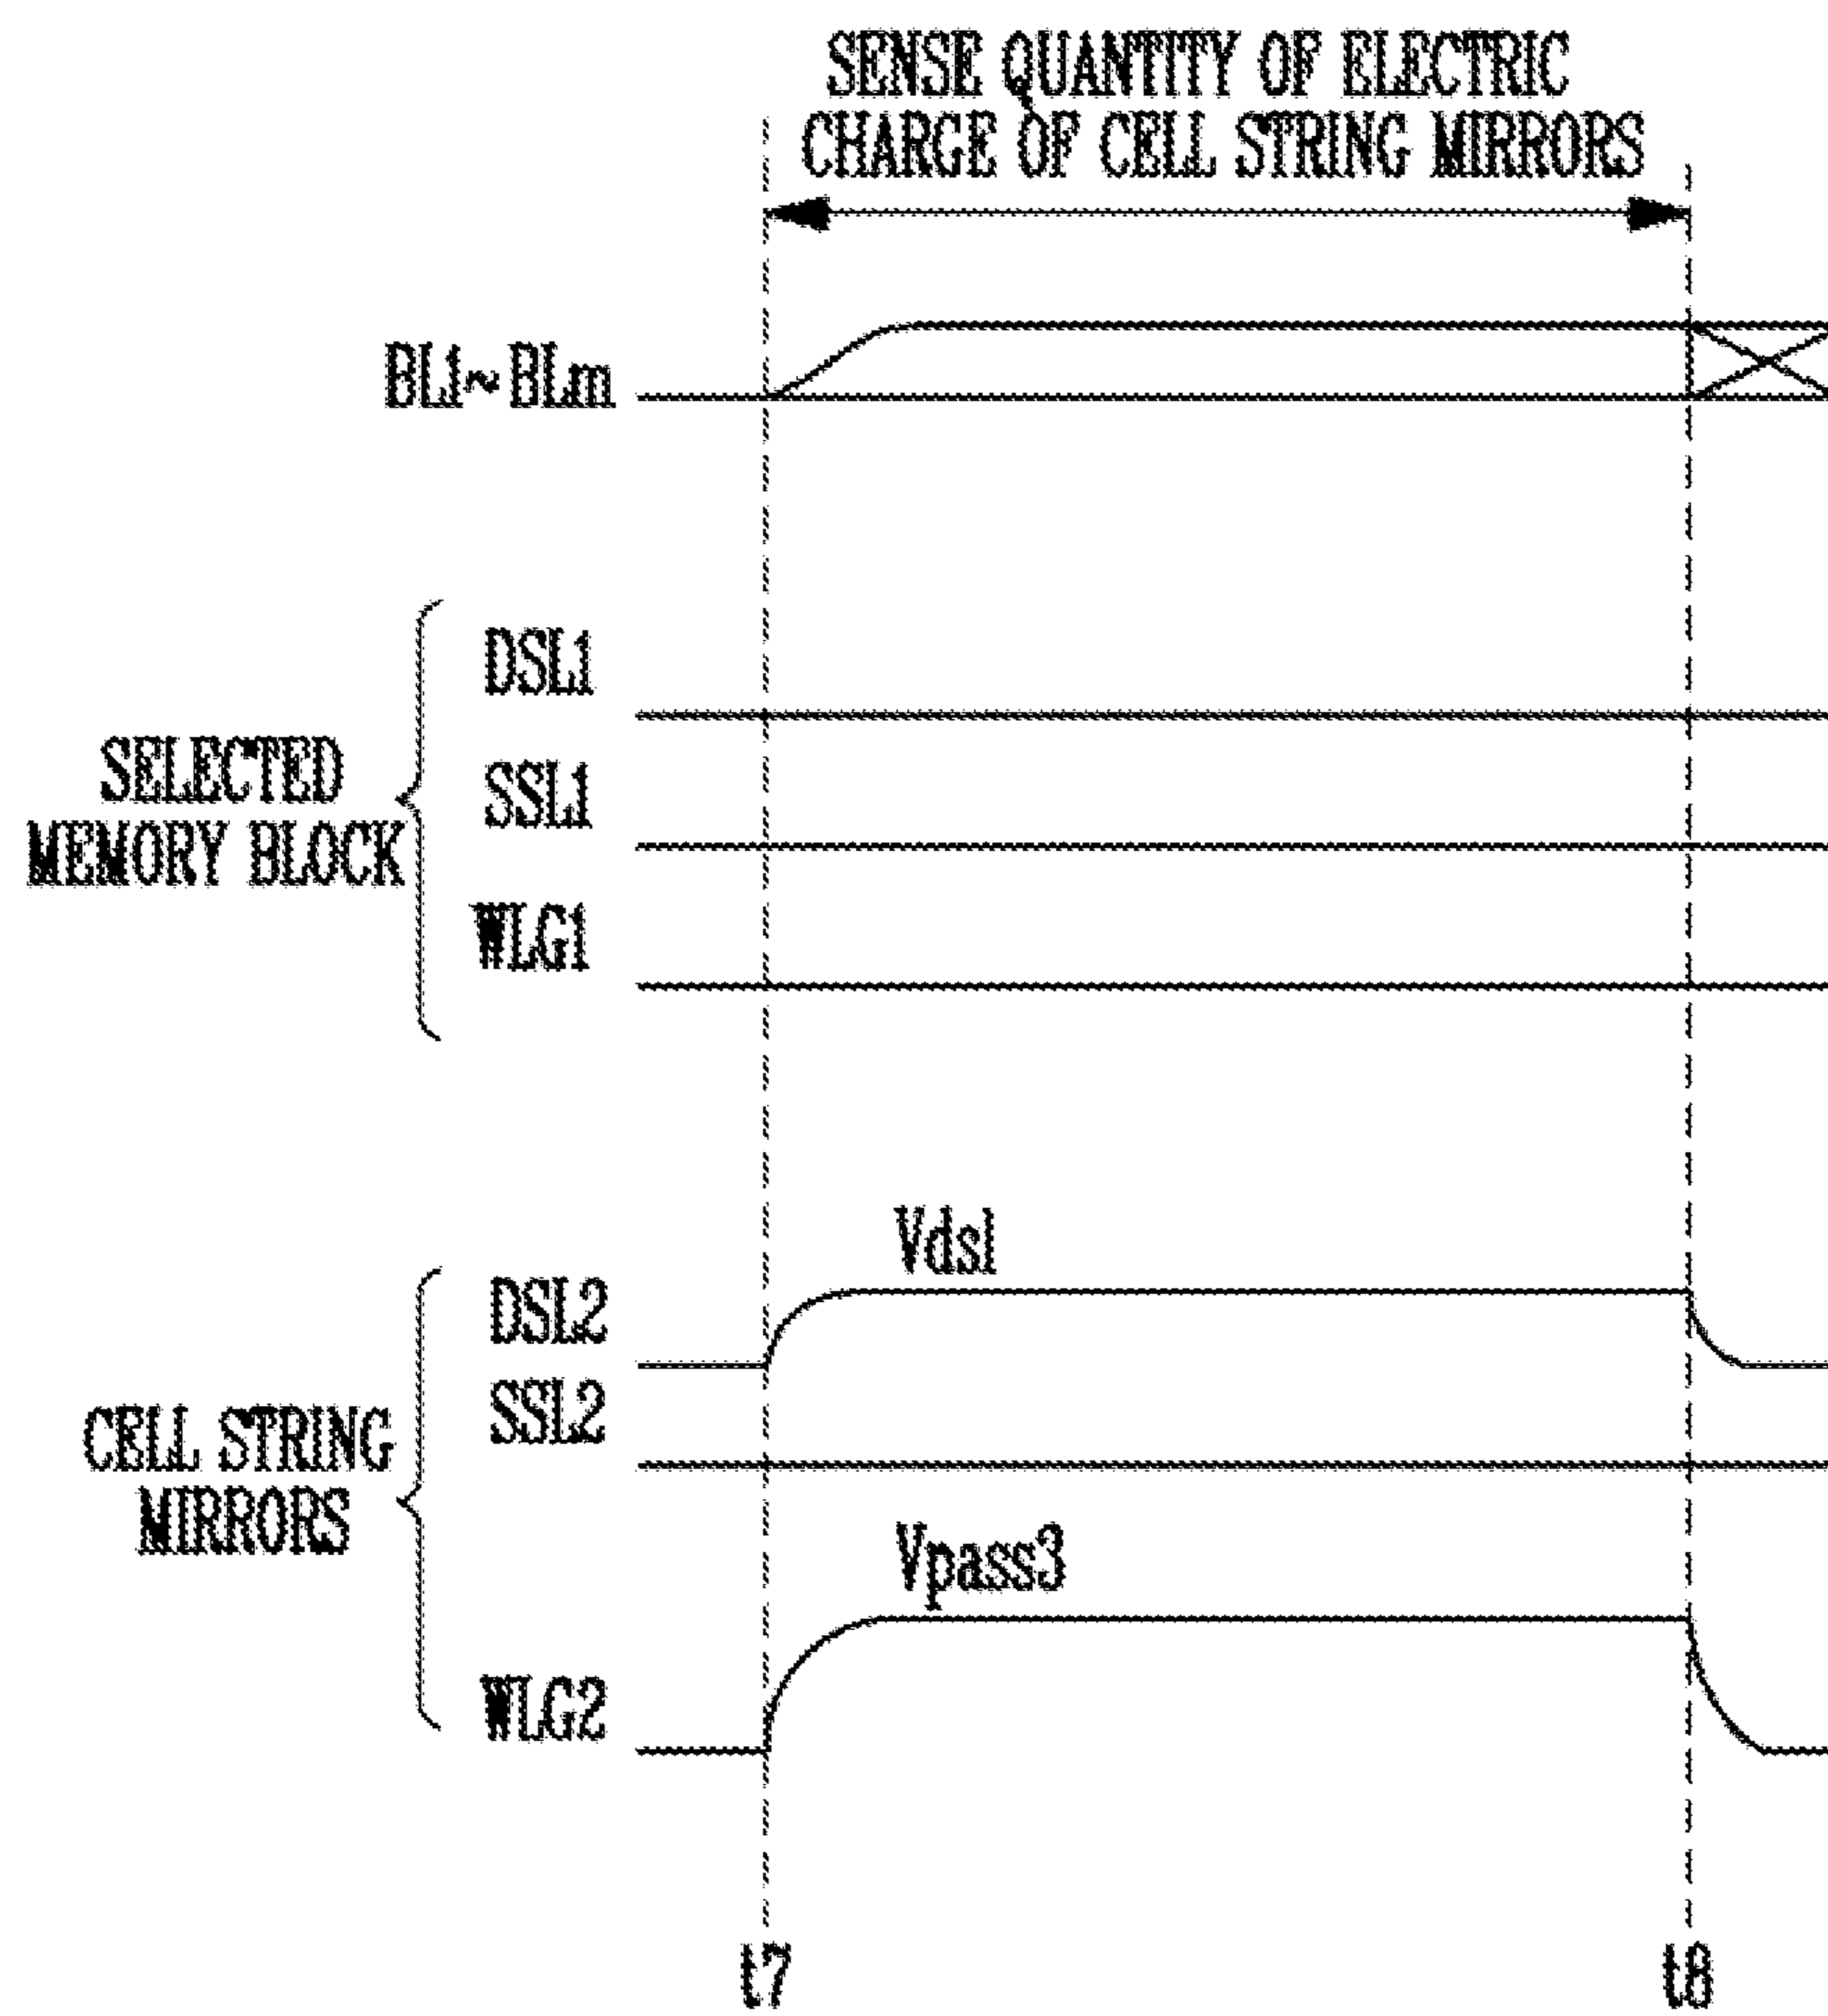 SENSE QUANTITY OF ELECTRIC
CHARGE OF CELL STRING MIRRORS
BL1~BLm
DSL1
SELECTED
MEMORY BLOCK
SSL1
WLG1
Vdsl
DSL2
SSL2
CELL STRING
MIRRORS
Vpass3
WLG2
t7
t8